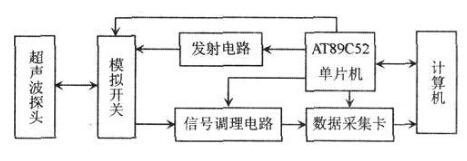 超声波探头
模拟开关
发射电路
AT89C52
单片机
计算机
信号调理电路
数据采集卡